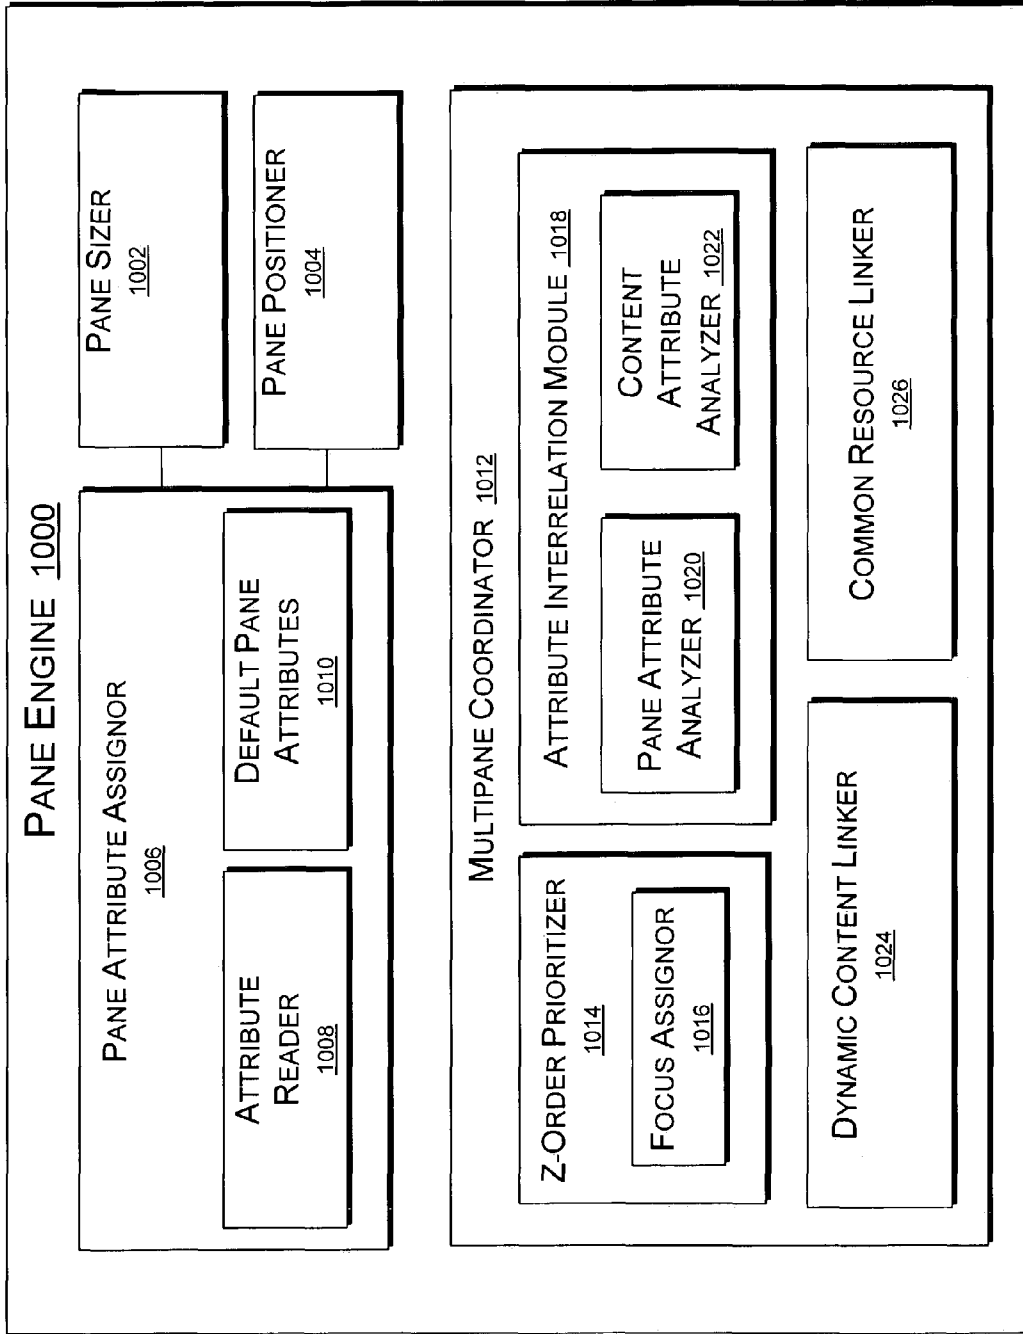 PANE ENGINE 1000
PANE ATTRIBUTE ASSIGNOR
1006
ATTRIBUTE
READER
1008
DEFAULT PANE
ATTRIBUTES
1010
PANE SIZER
1002
PANE POSITIONER
1004
MULTIPANE COORDINATOR 1012
Z-ORDER PRIORITIZER
1014
FOCUS ASSIGNOR
1016
ATTRIBUTE INTERRELATION MODULE 1018
PANE ATTRIBUTE
ANALYZER 1020
CONTENT
ATTRIBUTE
ANALYZER 1022
DYNAMIC CONTENT LINKER
1024
COMMON RESOURCE LINKER
1026